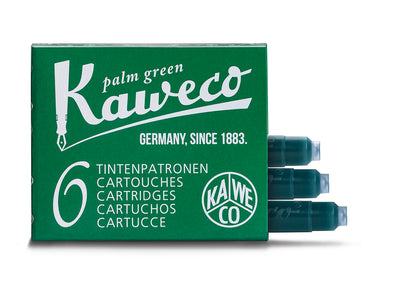 palm green
Kaweco
GERMANY, SINCE 1883.
6
TINTENPATRONEN
CARTOUCHES
CARTRIDGES
CARTUCHOS
CARTUCCE
KA WE
CO